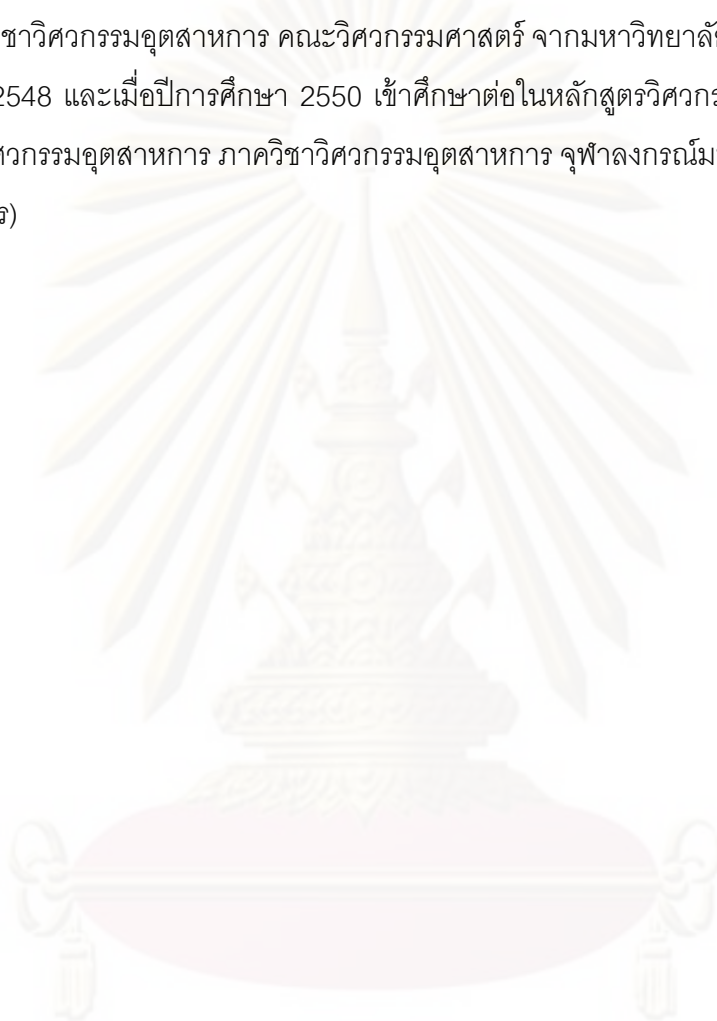 ชาวิศวกรรมอุตสาหการ คณะวิศวกรรมศาสตร์ จากมหาวิทยาลัย
2548 และเมื่อปีการศึกษา 2550 เข้าศึกษาต่อในหลักสูตรวิศวกร
ศวกรรมอุตสาหการ ภาควิชาวิศวกรรมอุตสาหการ จุฬาลงกรณ์ม
ร)